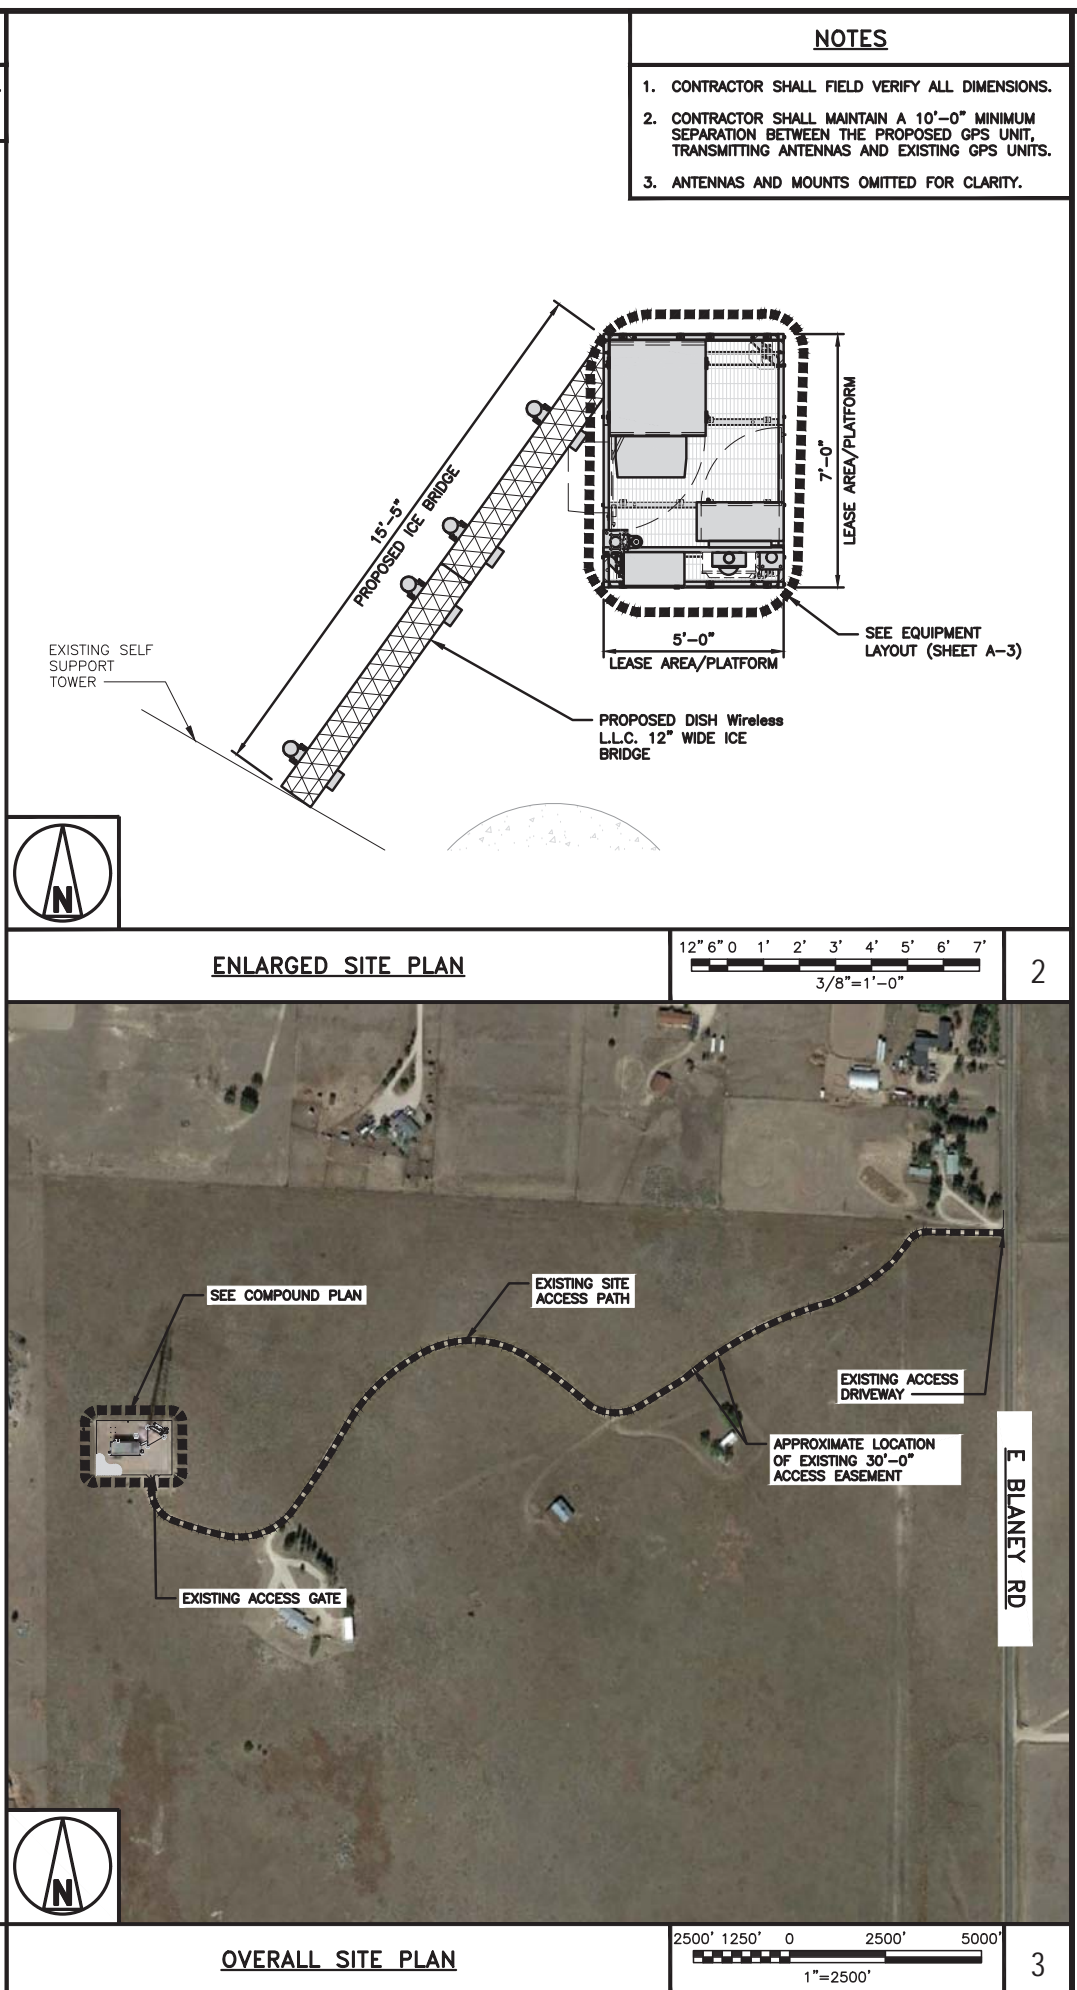 NOTES
1. CONTRACTOR SHALL FIELD VERIFY ALL DIMENSIONS.
2. CONTRACTOR SHALL MAINTAIN A 10'-0" MINIMUM
SEPARATION BETWEEN THE PROPOSED GPS UNIT,
TRANSMITTING ANTENNAS AND EXISTING GPS UNITS.
3. ANTENNAS AND MOUNTS OMITTED FOR CLARITY.
15'-5"
PROPOSED ICE BRIDGE
7'-0"
LEASE AREA/PLATFORM
5'-0"
LEASE AREA/PLATFORM
SEE EQUIPMENT
LAYOUT (SHEET A-3)
EXISTING SELF
SUPPORT
TOWER
PROPOSED DISH Wireless
L.L.C. 12" WIDE ICE
BRIDGE
N
ENLARGED SITE PLAN
12" 6" 0 1' 2' 3' 4' 5' 6' 7'
3/8"=1'-0"
2
SEE COMPOUND PLAN
EXISTING SITE
ACCESS PATH
EXISTING ACCESS
DRIVEWAY
APPROXIMATE LOCATION
OF EXISTING 30'-0"
ACCESS EASEMENT
E BLANEY RD
EXISTING ACCESS GATE
N
OVERALL SITE PLAN
2500' 1250' 0 2500' 5000'
1"=2500'
3